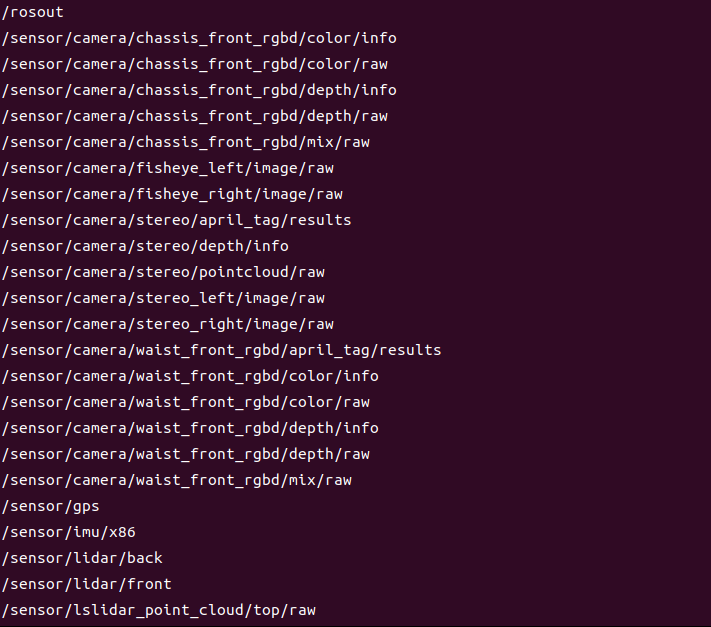 /rosout
/sensor/camera/chassis_front_rgbd/color/info
/sensor/camera/chassis_front_rgbd/color/raw
/sensor/camera/chassis_front_rgbd/depth/info
/sensor/camera/chassis_front_rgbd/depth/raw
/sensor/camera/chassis_front_rgbd/mix/raw
/sensor/camera/fisheye_left/image/raw
/sensor/camera/fisheye_right/image/raw
/sensor/camera/stereo/april_tag/results
/sensor/camera/stereo/depth/info
/sensor/camera/stereo/pointcloud/raw
/sensor/camera/stereo_left/image/raw
/sensor/camera/stereo_right/image/raw
/sensor/camera/waist_front_rgbd/april_tag/results
/sensor/camera/waist_front_rgbd/color/info
/sensor/camera/waist_front_rgbd/color/raw
/sensor/camera/waist_front_rgbd/depth/info
/sensor/camera/waist_front_rgbd/depth/raw
/sensor/camera/waist_front_rgbd/mix/raw
/sensor/gps
/sensor/imu/x86
/sensor/lidar/back
/sensor/lidar/front
/sensor/lslidar_point_cloud/top/raw